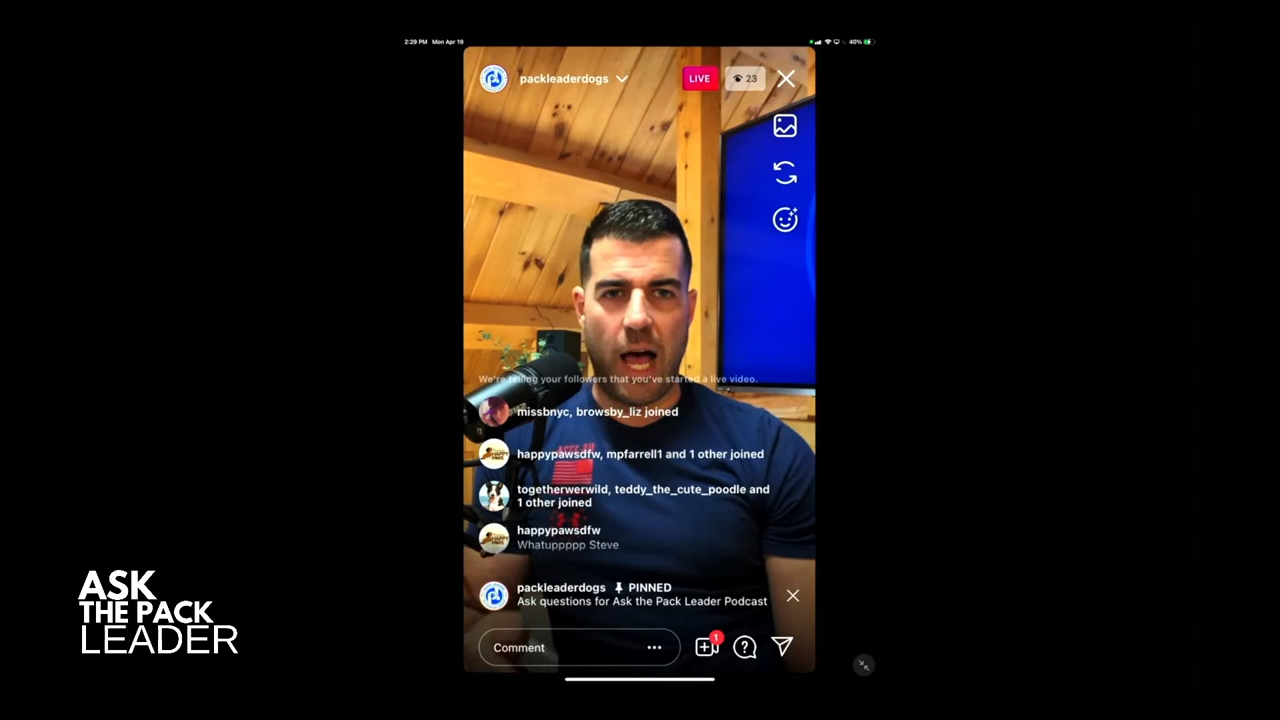 2:29 PM Mon Apr 19
40%
packleaderdogs
LIVE
23
We're telling your followers that you've started a live video.
missbnyc, browsby_liz joined
happypawsdfw, mpfarrell1 and 1 other joined
togetherwerwild, teddy_the_cute_poodle and
1 other joined
happypawsdfw
Whatuppppp Steve
packleaderdogs PINNED
Ask questions for Ask the Pack Leader Podcast
Comment
1
ASK
THE PACK
LEADER